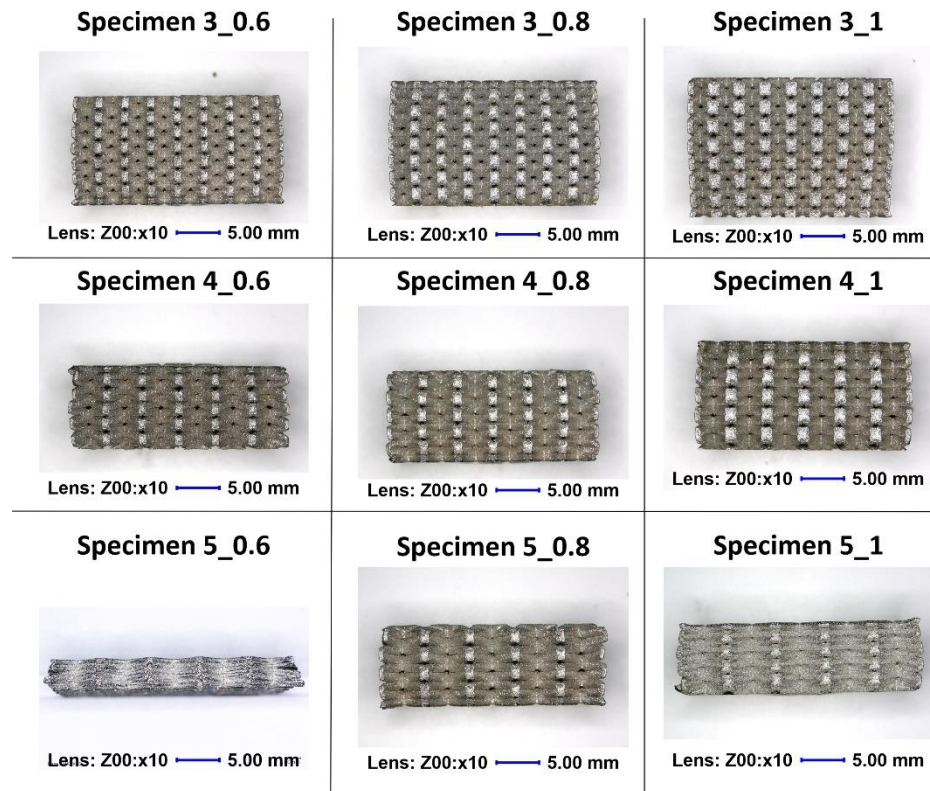 Specimen 3_0.6
Specimen 3_0.8
Specimen 3_1
Lens: Z00:x10 5.00 mm
Lens: Z00:x10 5.00 mm
Lens: Z00:x10 5.00 mm
Specimen 4_0.6
Specimen 4_0.8
Specimen 4_1
Lens: Z00:x10 5.00 mm
Lens: Z00:x10 5.00 mm
Lens: Z00:x10 5.00 mm
Specimen 5_0.6
Specimen 5_0.8
Specimen 5_1
Lens: Z00:x10 5.00 mm
Lens: Z00:x10 5.00 mm
Lens: Z00:x10 5.00 mm